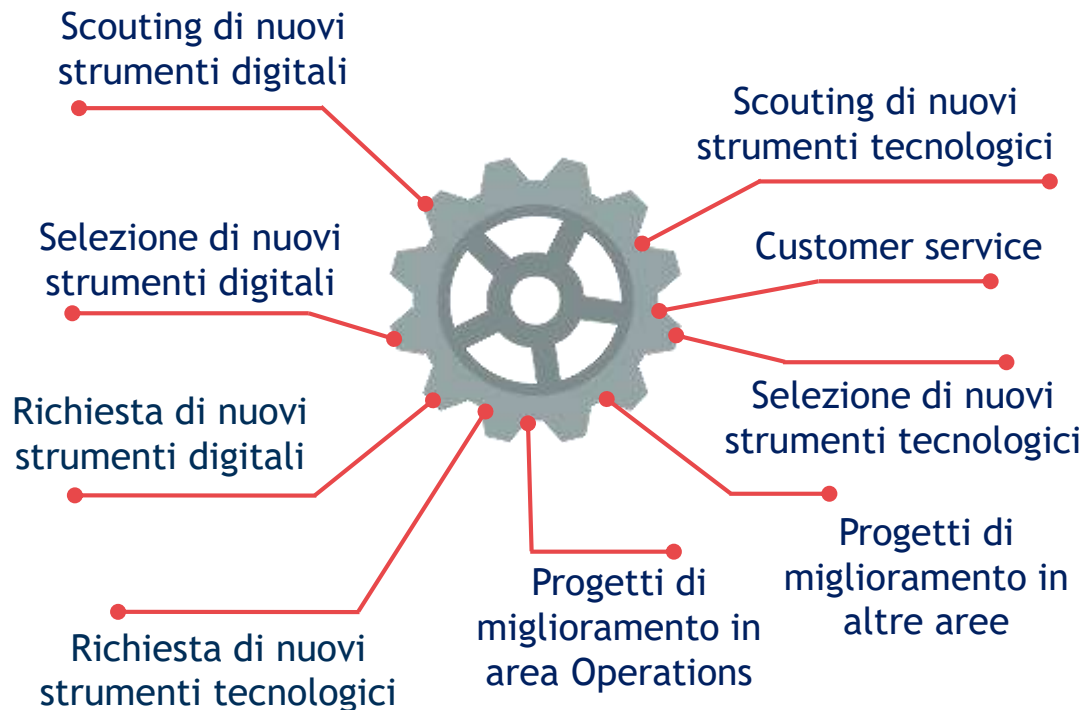 Scouting di nuovi
strumenti digitali
Scouting di nuovi
strumenti tecnologici
Selezione di nuovi
strumenti digitali
Customer service
Selezione di nuovi
strumenti tecnologici
Richiesta di nuovi
strumenti digitali
Progetti di
miglioramento in
altre aree
Progetti di
miglioramento in
area Operations
Richiesta di nuovi
strumenti tecnologici